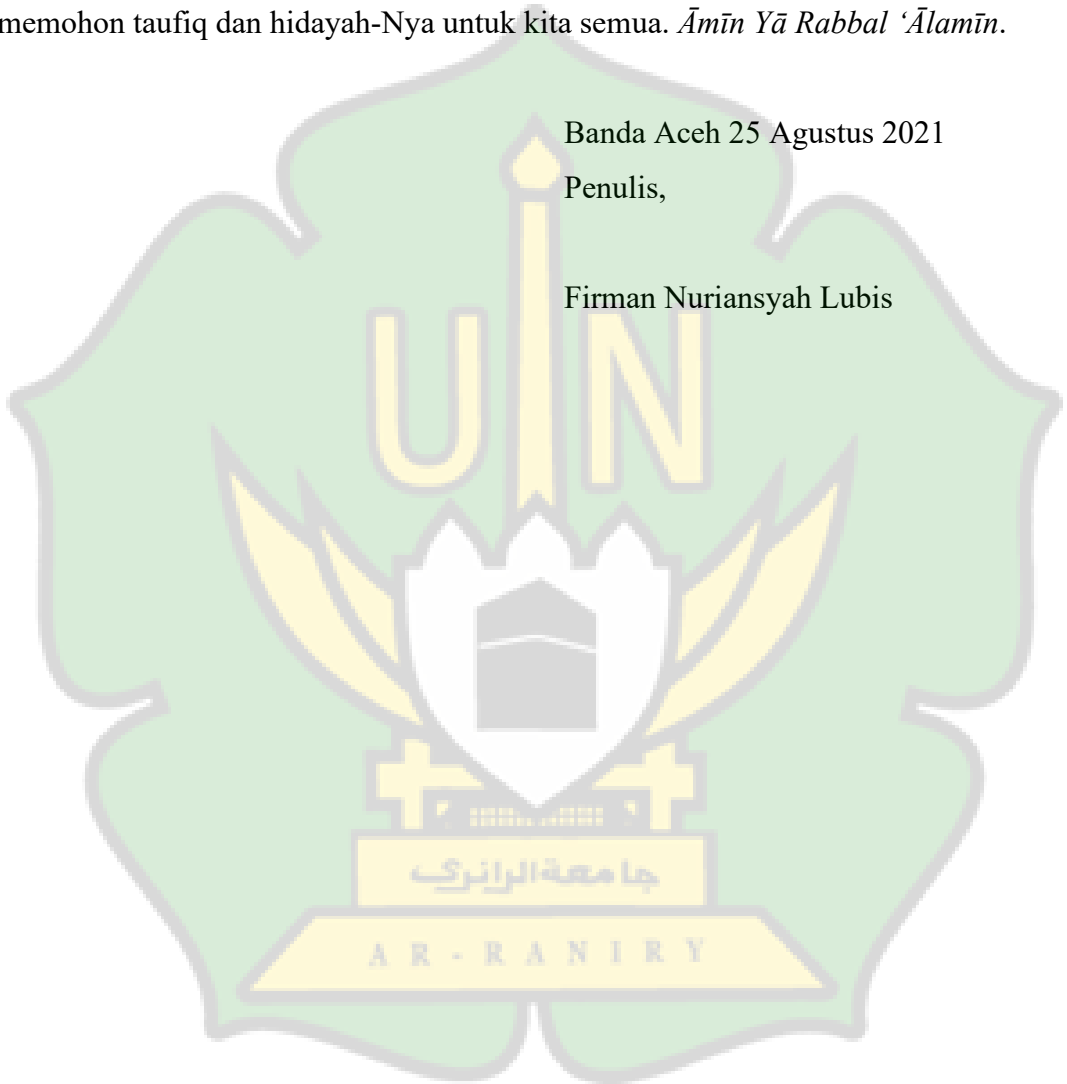 memohon taufiq dan hidayah-Nya untuk kita semua. Āmīn Yā Rabbal ‘Ālamīn.
Banda Aceh 25 Agustus 2021
Penulis,
Firman Nuriansyah Lubis
UIN
جامعة الرانري
AR-RANIRY